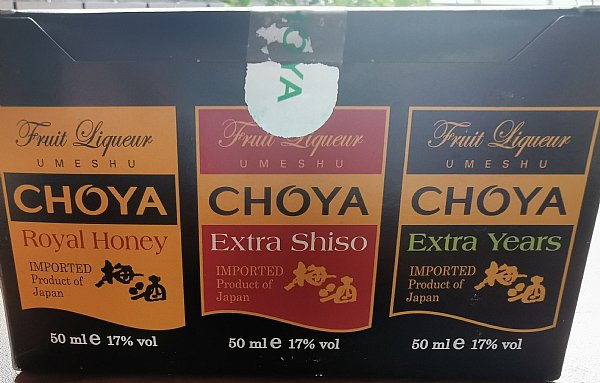 OYA
Fruit Liqueur
UMESHU
CHOYA
Royal Honey
IMPORTED
Product of
Japan
梅酒
50 ml e 17% vol
Fruit Liqueur
UMESHU
CHOYA
Extra Shiso
IMPORTED
Product of
Japan
梅酒
50 ml e 17% vol
Fruit Liqueur
UMESHU
CHOYA
Extra Years
IMPORTED
Product of
Japan
梅酒
50 ml e 17% vol